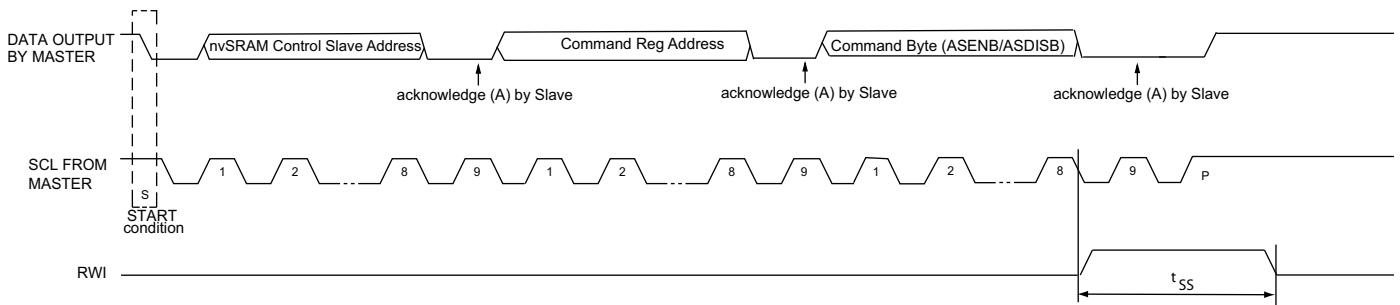 DATA OUTPUT
BY MASTER
nvSRAM Control Slave Address
Command Reg Address
Command Byte (ASENB/ASDISB)
acknowledge (A) by Slave
acknowledge (A) by Slave
acknowledge (A) by Slave
SCL FROM
MASTER
1 2 8 9 1 2 8 9 1 2 8 9 P
S
START
condition
RWI
tSS